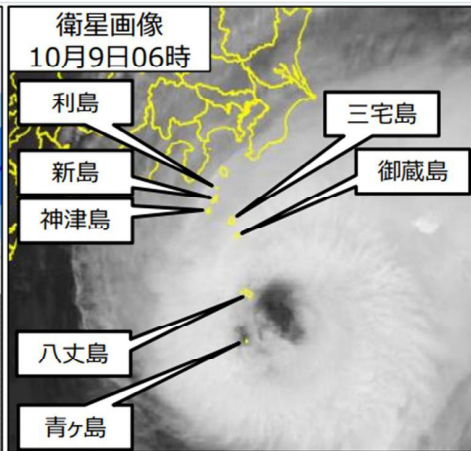 衛星画像
10月9日06時
利島
三宅島
新島
御蔵島
神津島
八丈島
青ヶ島